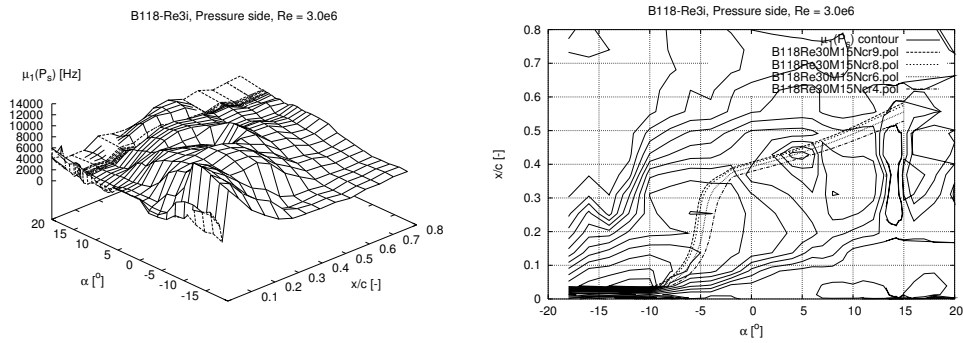 B118-Re3i, Pressure side, Re = 3.0e6
μ1(Ps) [Hz]
14000
12000
10000
8000
6000
4000
2000
0
20
15
10
5
0
-5
-10
-15
α [o]
0.1
0.2
0.3
0.4
0.5
0.6
0.7
0.8
x/c [-]
B118-Re3i, Pressure side, Re = 3.0e6
μ1(Ps) contour
B118Re30M15Ncr9.pol
B118Re30M15Ncr8.pol
B118Re30M15Ncr6.pol
B118Re30M15Ncr4.pol
0.8
0.7
0.6
0.5
0.4
0.3
0.2
0.1
0
x/c [-]
-20 -15 -10 -5 0 5 10 15 20
α [o]